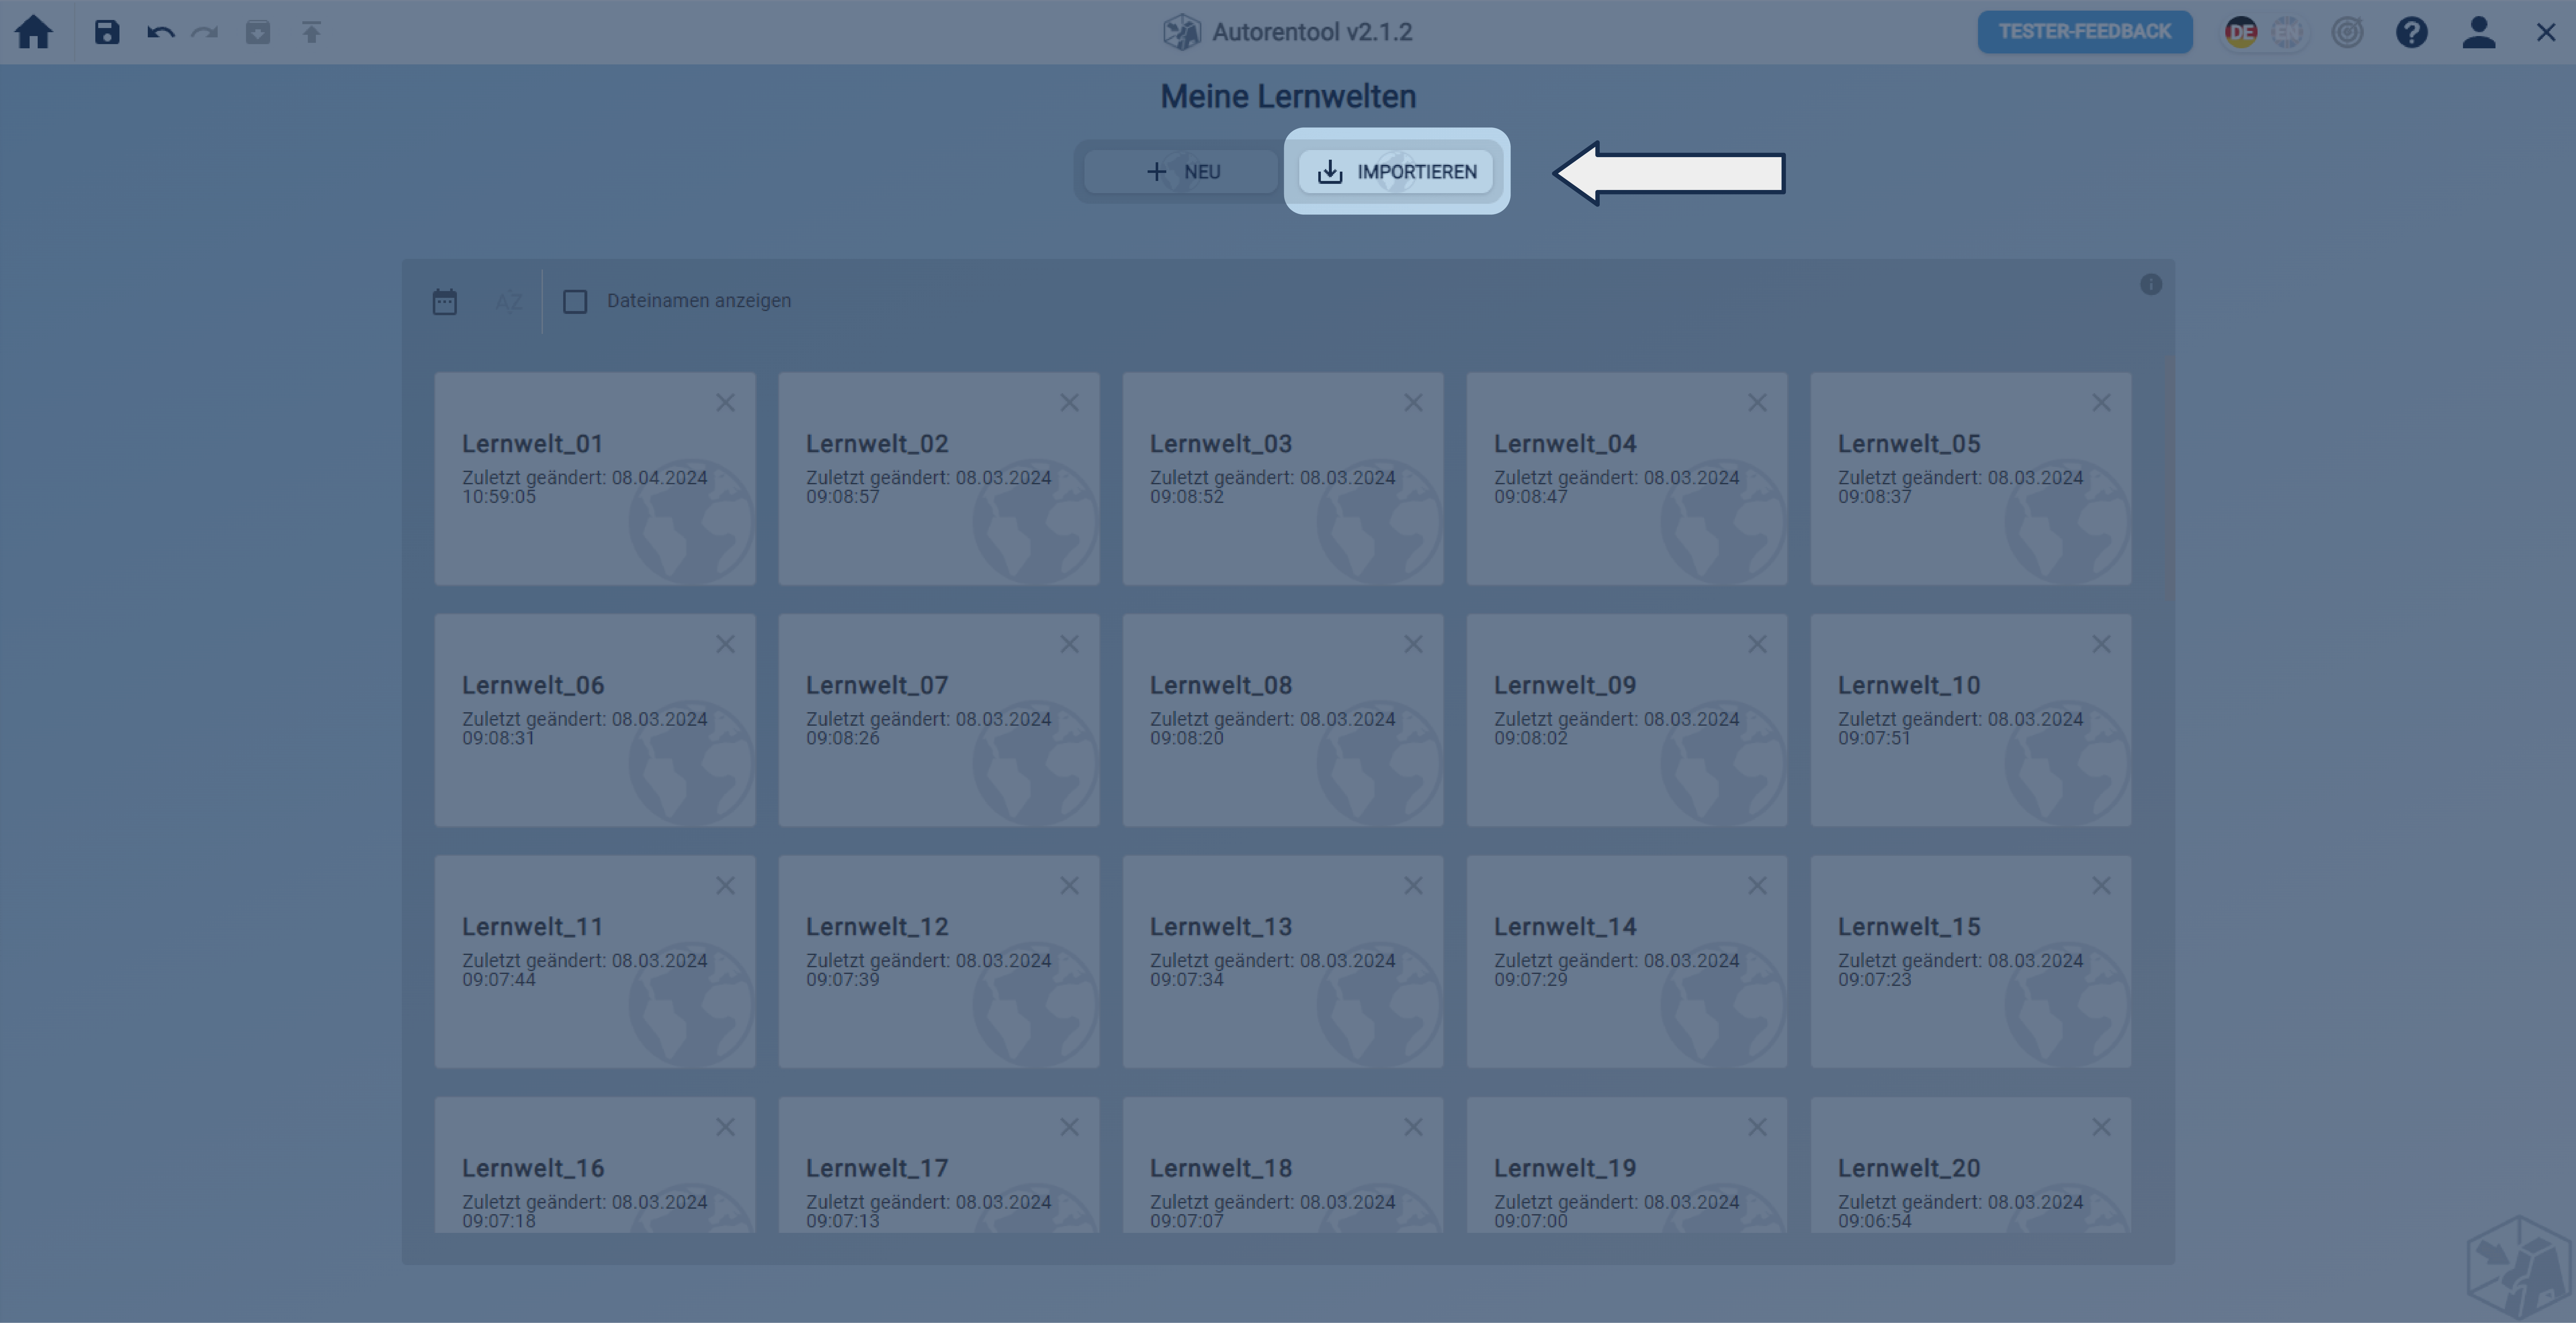 Autorentool v2.1.2
TESTER-FEEDBACK
DE EN
Meine Lernwelten
NEU
IMPORTIEREN
AZ
Dateinamen anzeigen
Lernwelt_01
Zuletzt geändert: 08.04.2024
10:59:05
Lernwelt_02
Zuletzt geändert: 08.03.2024
09:08:57
Lernwelt_03
Zuletzt geändert: 08.03.2024
09:08:52
Lernwelt_04
Zuletzt geändert: 08.03.2024
09:08:47
Lernwelt_05
Zuletzt geändert: 08.03.2024
09:08:37
Lernwelt_06
Zuletzt geändert: 08.03.2024
09:08:31
Lernwelt_07
Zuletzt geändert: 08.03.2024
09:08:26
Lernwelt_08
Zuletzt geändert: 08.03.2024
09:08:20
Lernwelt_09
Zuletzt geändert: 08.03.2024
09:08:02
Lernwelt_10
Zuletzt geändert: 08.03.2024
09:07:51
Lernwelt_11
Zuletzt geändert: 08.03.2024
09:07:44
Lernwelt_12
Zuletzt geändert: 08.03.2024
09:07:39
Lernwelt_13
Zuletzt geändert: 08.03.2024
09:07:34
Lernwelt_14
Zuletzt geändert: 08.03.2024
09:07:29
Lernwelt_15
Zuletzt geändert: 08.03.2024
09:07:23
Lernwelt_16
Zuletzt geändert: 08.03.2024
09:07:18
Lernwelt_17
Zuletzt geändert: 08.03.2024
09:07:13
Lernwelt_18
Zuletzt geändert: 08.03.2024
09:07:07
Lernwelt_19
Zuletzt geändert: 08.03.2024
09:07:00
Lernwelt_20
Zuletzt geändert: 08.03.2024
09:06:54